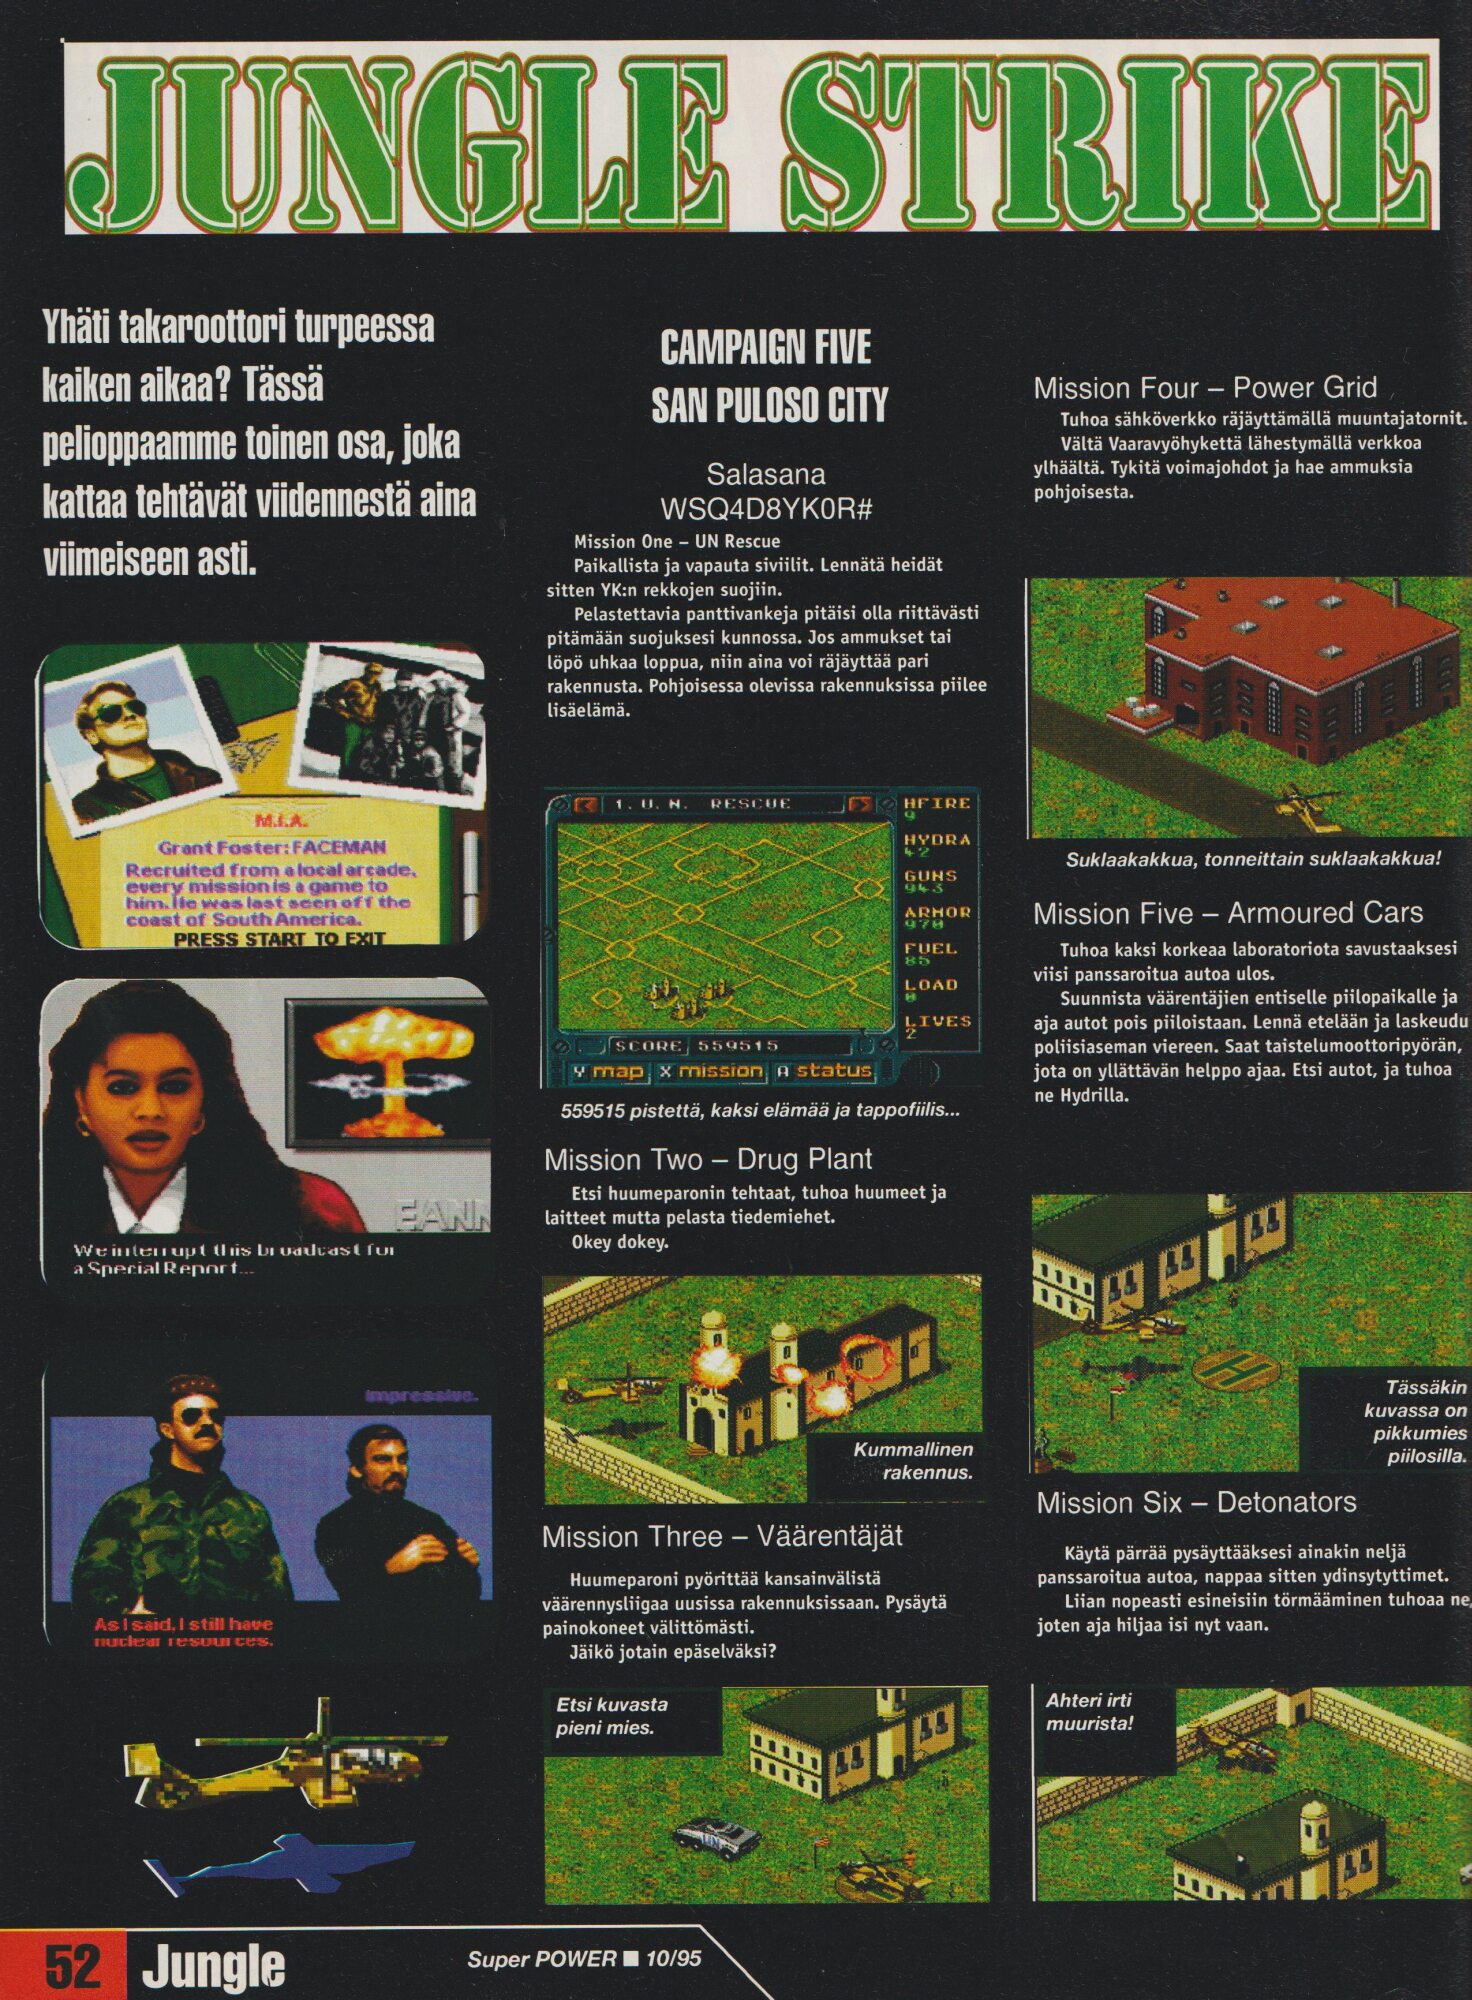 JUNGLE STRIKE
Yhäti takaroottori turpeessa
kaiken aikaa? Tässä
pelioppaamme toinen osa, joka
kattaa tehtävät viidennestä aina
viimeiseen asti.
M.I.A.
Grant Foster: FACEMAN
Recruited from a local arcade,
every mission is a game to
him. He was last seen off the
coast of South America.
PRESS START TO EXIT
EANN
We interrupt this broadcast for
a Special Report...
Impressive.
As I said, I still have
nuclear resources.
CAMPAIGN FIVE
SAN PULOSO CITY
Salasana
WSQ4D8YK0R#
Mission One – UN Rescue
Paikallista ja vapauta siviilit. Lennätä heidät
sitten YK:n rekkojen suojiin.
Pelastettavia panttivankeja pitäisi olla riittävästi
pitämään suojuksesi kunnossa. Jos ammukset tai
löpö uhkaa loppua, niin aina voi räjäyttää pari
rakennusta. Pohjoisessa olevissa rakennuksissa piilee
lisäelämä.
1. U. N. RESCUE
HFIRE
9
HYDRA
42
GUNS
943
ARMOR
970
FUEL
85
LOAD
0
LIVES
2
SCORE 559515
Y map X mission A status
559515 pistettä, kaksi elämää ja tappofiilis...
Mission Two – Drug Plant
Etsi huumeparonin tehtaat, tuhoa huumeet ja
laitteet mutta pelasta tiedemiehet.
Okey dokey.
Kummallinen
rakennus.
Mission Three – Väärentäjät
Huumeparoni pyörittää kansainvälistä
väärennysliigaa uusissa rakennuksissaan. Pysäytä
painokoneet välittömästi.
Jäikö jotain epäselväksi?
Etsi kuvasta
pieni mies.
UN
Mission Four – Power Grid
Tuhoa sähköverkko räjäyttämällä muuntajatornit.
Vältä Vaaravyöhykettä lähestymällä verkkoa
ylhäältä. Tykitä voimajohdot ja hae ammuksia
pohjoisesta.
Suklaakakkua, tonneittain suklaakakkua!
Mission Five – Armoured Cars
Tuhoa kaksi korkeaa laboratoriota savustaaksesi
viisi panssaroitua autoa ulos.
Suunnista väärentäjien entiselle piilopaikalle ja
aja autot pois piiloistaan. Lennä etelään ja laskeudu
poliisiaseman viereen. Saat taistelumoottoripyörän,
jota on yllättävän helppo ajaa. Etsi autot, ja tuhoa
ne Hydrilla.
H
Tässäkin
kuvassa on
pikkumies
piilosilla.
Mission Six – Detonators
Käytä pärrää pysäyttääksesi ainakin neljä
panssaroitua autoa, nappaa sitten ydinsytyttimet.
Liian nopeasti esineisiin törmääminen tuhoaa ne,
joten aja hiljaa isi nyt vaan.
Ahteri irti
muurista!
52 Jungle
Super POWER ■ 10/95